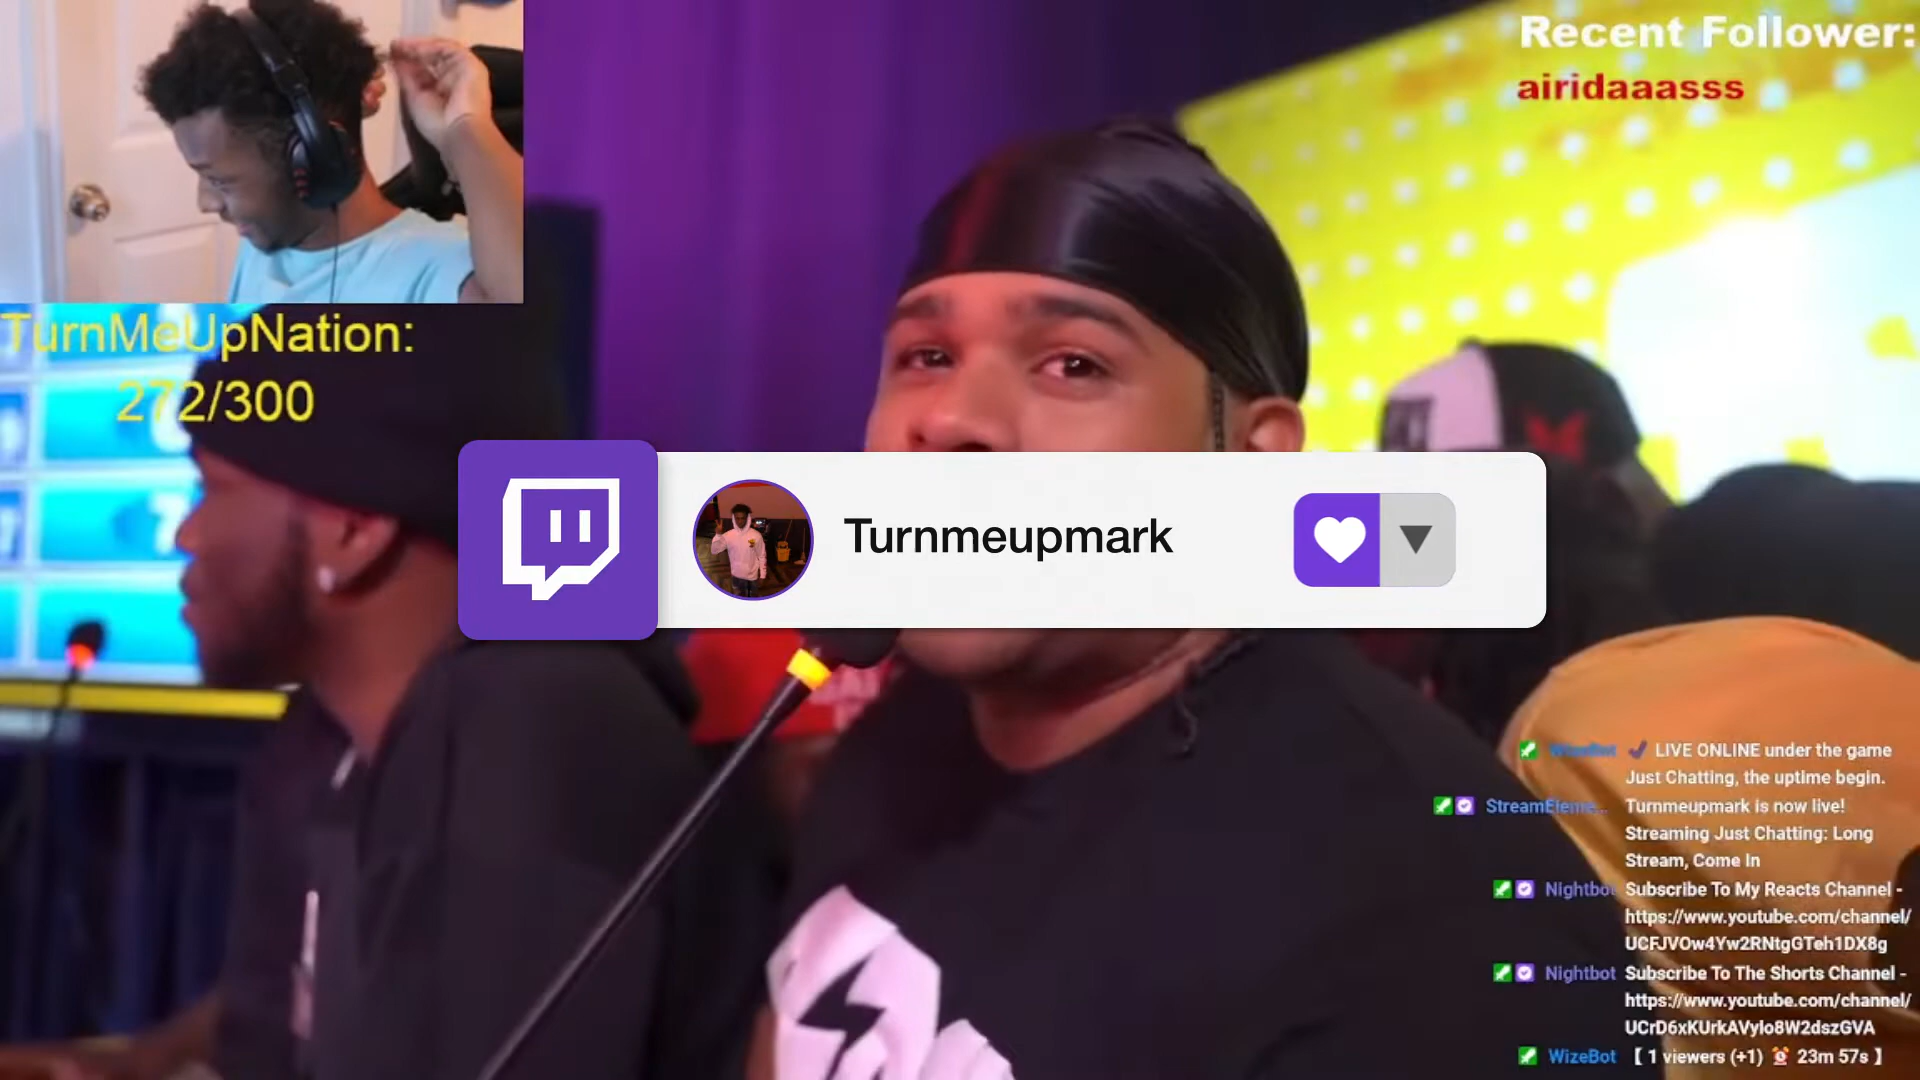 Recent Follower:
airidaaasss
TurnMeUpNation:
272/300
Turnmeupmark
WizeBot LIVE ONLINE under the game
Just Chatting, the uptime begin.
StreamEleme... Turnmeupmark is now live!
Streaming Just Chatting: Long
Stream, Come In
Nightbot Subscribe To My Reacts Channel -
https://www.youtube.com/channel/
UCFJVOw4Yw2RNtgGTeh1DX8g
Nightbot Subscribe To The Shorts Channel -
https://www.youtube.com/channel/
UCrD6xKUrkAVylo8W2dszGVA
WizeBot 【 1 viewers (+1) ⏰ 23m 57s 】